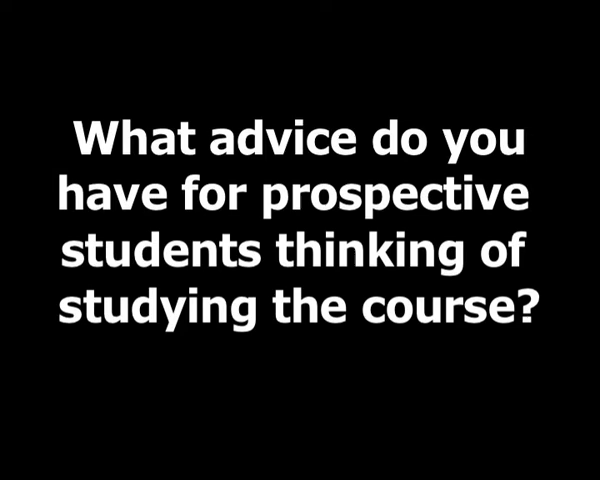 What advice do you
have for prospective
students thinking of
studying the course?